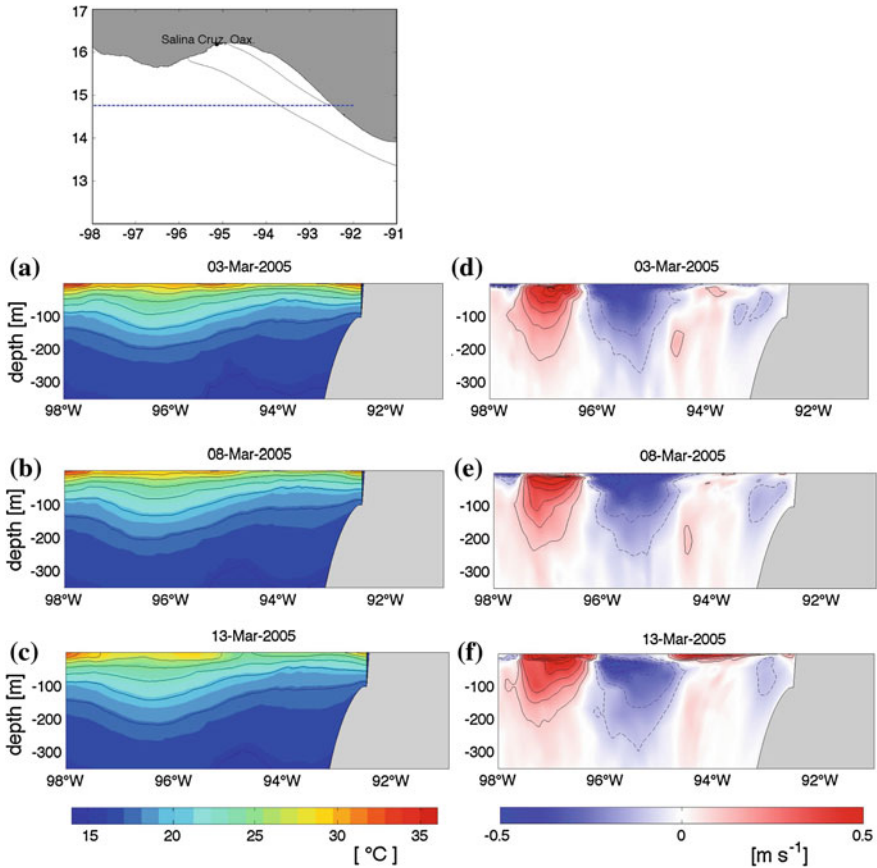 17
16
15
14
13
Salina Cruz, Oax.
-98 -97 -96 -95 -94 -93 -92 -91
(a) 03-Mar-2005
depth [m]
-100
-200
-300
98°W 96°W 94°W 92°W
(d) 03-Mar-2005
-100
-200
-300
98°W 96°W 94°W 92°W
(b) 08-Mar-2005
depth [m]
-100
-200
-300
98°W 96°W 94°W 92°W
(e) 08-Mar-2005
-100
-200
-300
98°W 96°W 94°W 92°W
(c) 13-Mar-2005
depth [m]
-100
-200
-300
98°W 96°W 94°W 92°W
(f) 13-Mar-2005
-100
-200
-300
98°W 96°W 94°W 92°W
15 20 25 30 35
[ °C ]
-0.5 0 0.5
[m s⁻¹]